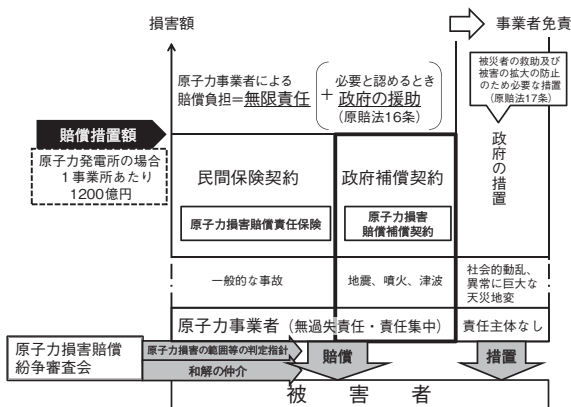 損害額
事業者免責
原子力事業者による
賠償負担=無限責任
+
必要と認めるとき
政府の援助
(原賠法16条)
被災者の救助及び
被害の拡大の防止
のため必要な措置
(原賠法17条)
賠償措置額
原子力発電所の場合
1事業所あたり
1200億円
民間保険契約
政府補償契約
政府の措置
原子力損害賠償責任保険
原子力損害
賠償補償契約
一般的な事故
地震、噴火、津波
社会的動乱、
異常に巨大な
天災地変
原子力事業者(無過失責任・責任集中)
責任主体なし
原子力損害賠償
紛争審査会
原子力損害の範囲等の判定指針
和解の仲介
賠償
措置
被害者